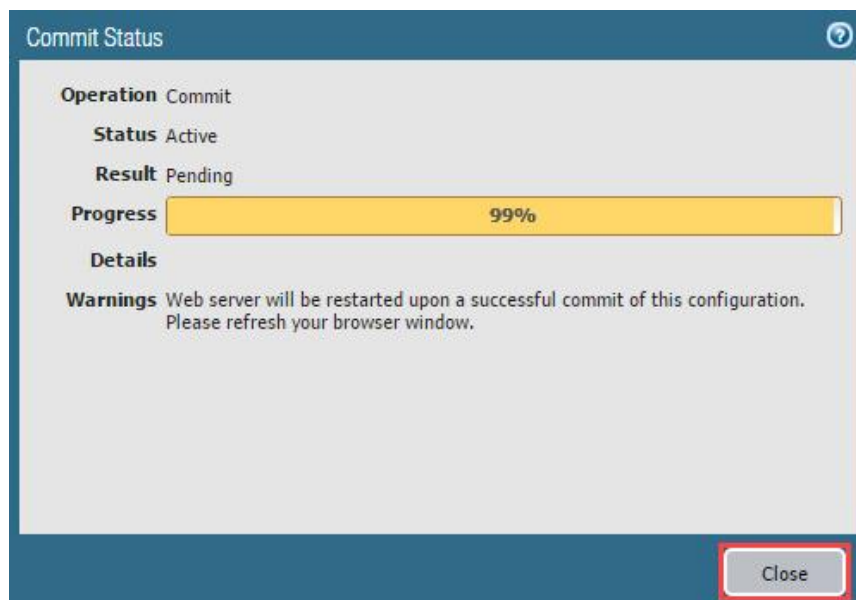 Commit Status
Operation Commit
Status Active
Result Pending
Progress 99%
Details
Warnings Web server will be restarted upon a successful commit of this configuration.
Please refresh your browser window.
Close